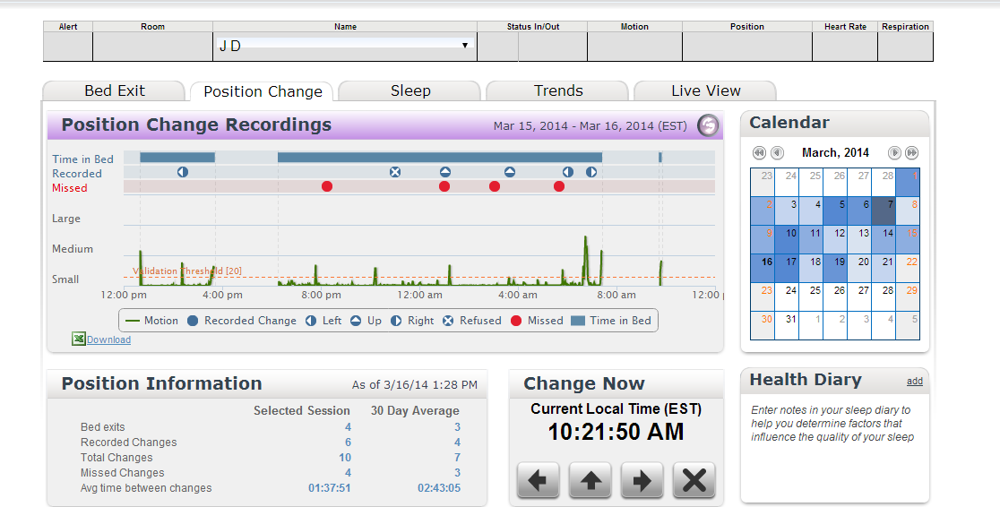 Alert Room Name Status In/Out Motion Position Heart Rate Respiration
J D
Bed Exit Position Change Sleep Trends Live View
Position Change Recordings Mar 15, 2014 - Mar 16, 2014 (EST)
Time in Bed
Recorded
Missed
Large
Medium
Validation Threshold [20]
Small
12:00 pm 4:00 pm 8:00 pm 12:00 am 4:00 am 8:00 am 12:00
Motion Recorded Change Left Up Right Refused Missed Time in Bed
Download
Calendar
March, 2014
23 24 25 26 27 28 1
2 3 4 5 6 7 8
9 10 11 12 13 14 15
16 17 18 19 20 21 22
23 24 25 26 27 28 29
30 31 1 2 3 4 5
Position Information As of 3/16/14 1:28 PM
Selected Session 30 Day Average
Bed exits 4 3
Recorded Changes 6 4
Total Changes 10 7
Missed Changes 4 3
Avg time between changes 01:37:51 02:43:05
Change Now
Current Local Time (EST)
10:21:50 AM
Health Diary add
Enter notes in your sleep diary to
help you determine factors that
influence the quality of your sleep